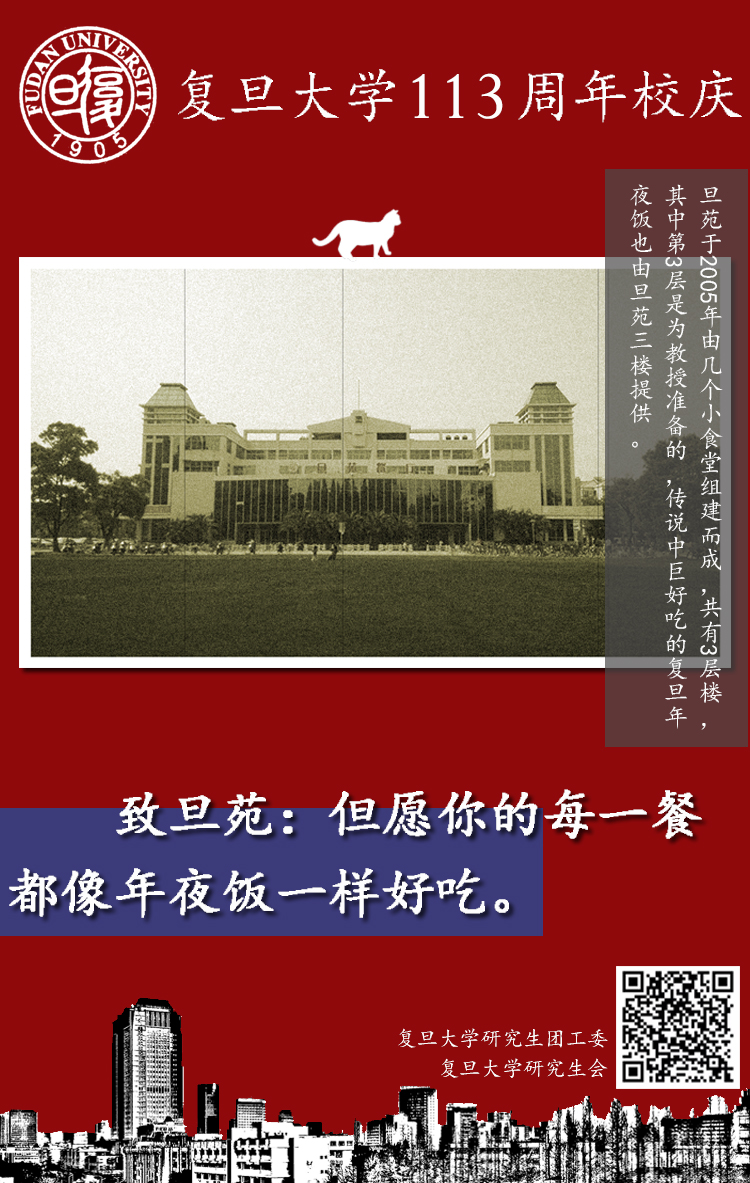 FUDAN UNIVERSITY
1905
复旦大学113周年校庆
旦苑于2005年由几个小食堂组建而成，共有3层楼，
其中第3层是为教授准备的，传说中巨好吃的复旦年
夜饭也由旦苑三楼提供。
致旦苑：但愿你的每一餐
都像年夜饭一样好吃。
复旦大学研究生团工委
复旦大学研究生会